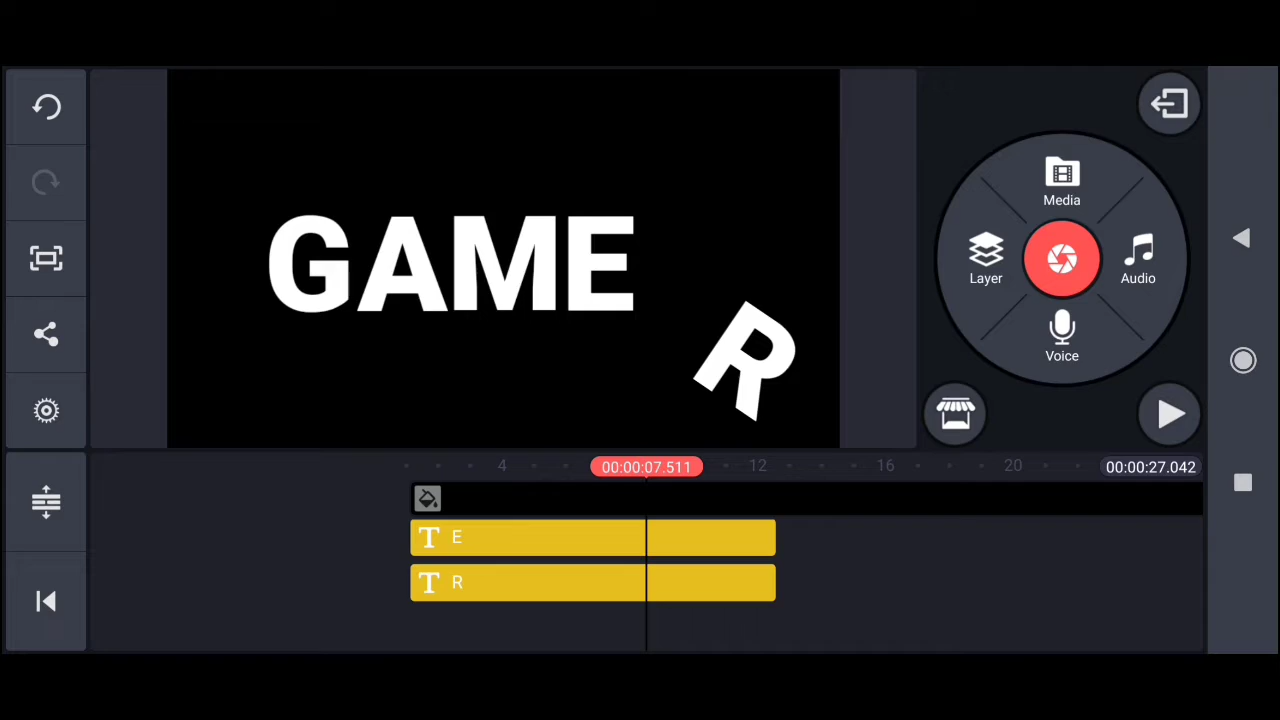 GAME
R
Media
Layer
Audio
Voice
4
00:00:07.511
12
16
20
00:00:27.042
T E
T R